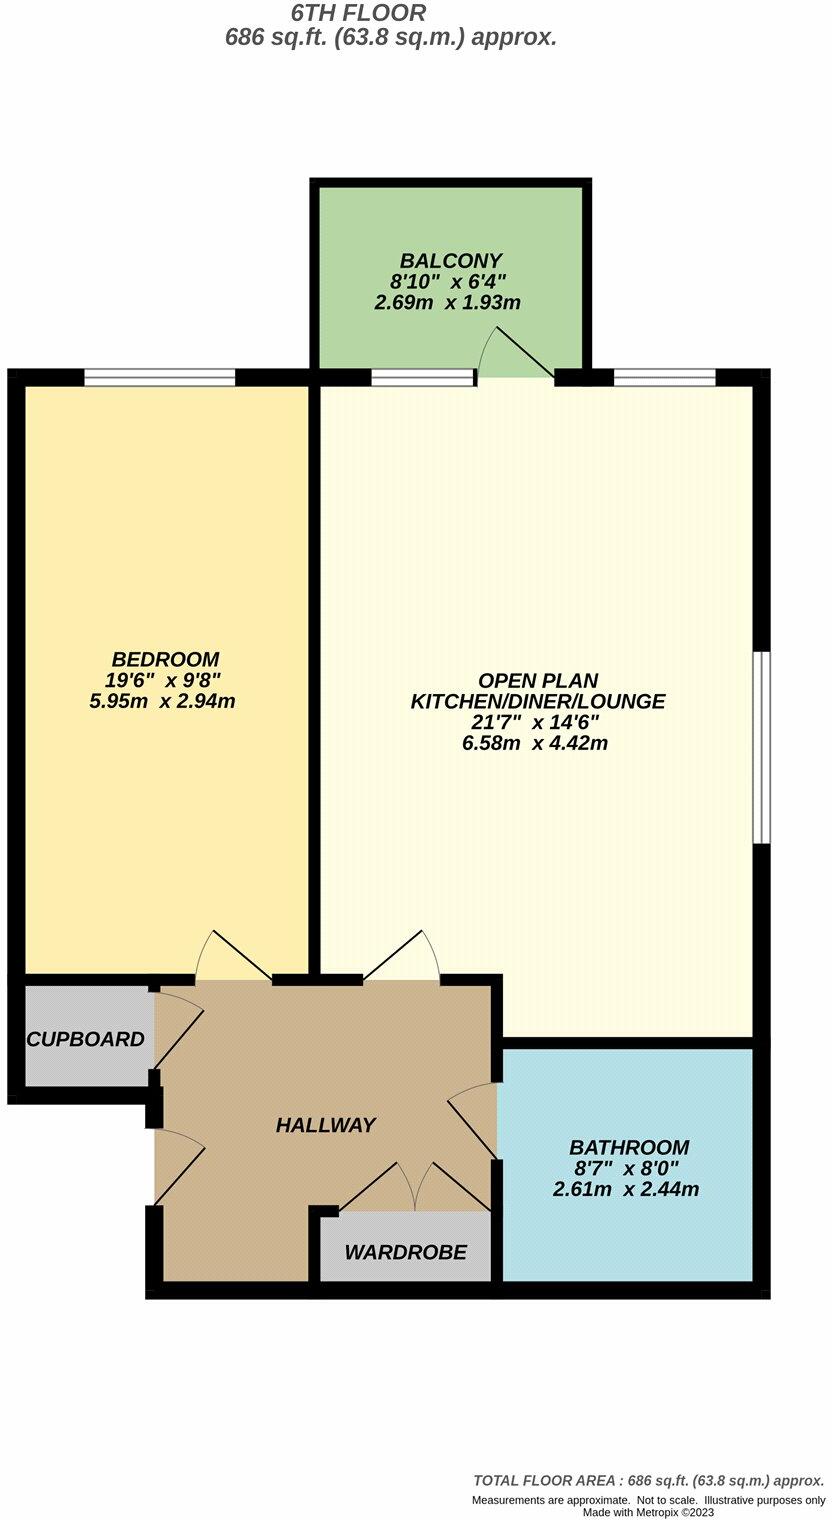 6TH FLOOR
686 sq.ft. (63.8 sq.m.) approx.
BALCONY
8'10" x 6'4"
2.69m x 1.93m
BEDROOM
19'6" x 9'8"
5.95m x 2.94m
OPEN PLAN
KITCHEN/DINER/LOUNGE
21'7" x 14'6"
6.58m x 4.42m
CUPBOARD
HALLWAY
BATHROOM
8'7" x 8'0"
2.61m x 2.44m
WARDROBE
TOTAL FLOOR AREA : 686 sq.ft. (63.8 sq.m.) approx.
Measurements are approximate. Not to scale. Illustrative purposes only
Made with Metropix ©2023